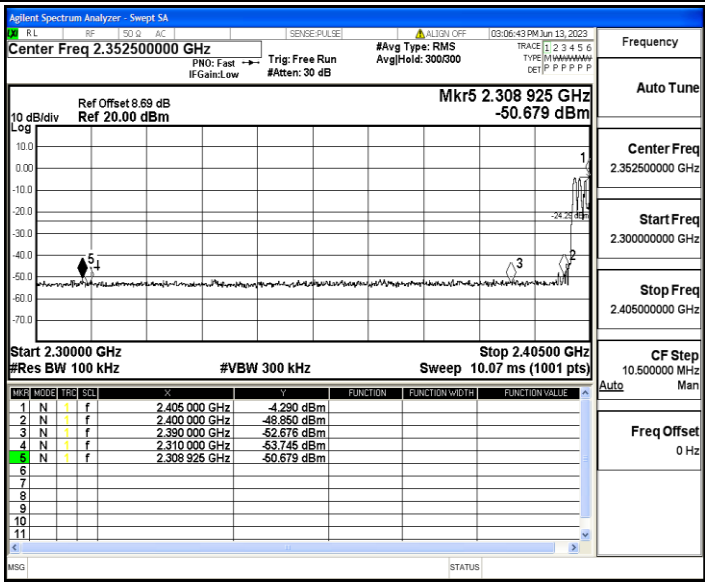 Agilent Spectrum Analyzer - Swept SA
LXI RL RF 50 Ω AC SENSE:PULSE ALIGN OFF 03:06:43 PM Jun 13, 2023
Center Freq 2.352500000 GHz
PNO: Fast
IFGain:Low
Trig: Free Run
#Atten: 30 dB
#Avg Type: RMS
Avg|Hold: 300/300
TRACE 1 2 3 4 5 6
TYPE M
DET P P P P P P
Ref Offset 8.69 dB
10 dB/div Ref 20.00 dBm
Log
Mkr5 2.308 925 GHz
-50.679 dBm
10.0
0.00
-10.0
-20.0
-30.0
-40.0
-50.0
-60.0
-70.0
1
-24.29 dBm
2
3
5
4
Start 2.30000 GHz Stop 2.40500 GHz
#Res BW 100 kHz #VBW 300 kHz Sweep 10.07 ms (1001 pts)
MKR MODE TRC SCL X Y FUNCTION FUNCTION WIDTH FUNCTION VALUE
1 N 1 f 2.405 000 GHz -4.290 dBm
2 N 1 f 2.400 000 GHz -48.850 dBm
3 N 1 f 2.390 000 GHz -52.676 dBm
4 N 1 f 2.310 000 GHz -53.745 dBm
5 N 1 f 2.308 925 GHz -50.679 dBm
6
7
8
9
10
11
MSG STATUS
Frequency
Auto Tune
Center Freq
2.352500000 GHz
Start Freq
2.300000000 GHz
Stop Freq
2.405000000 GHz
CF Step
10.500000 MHz
Auto Man
Freq Offset
0 Hz